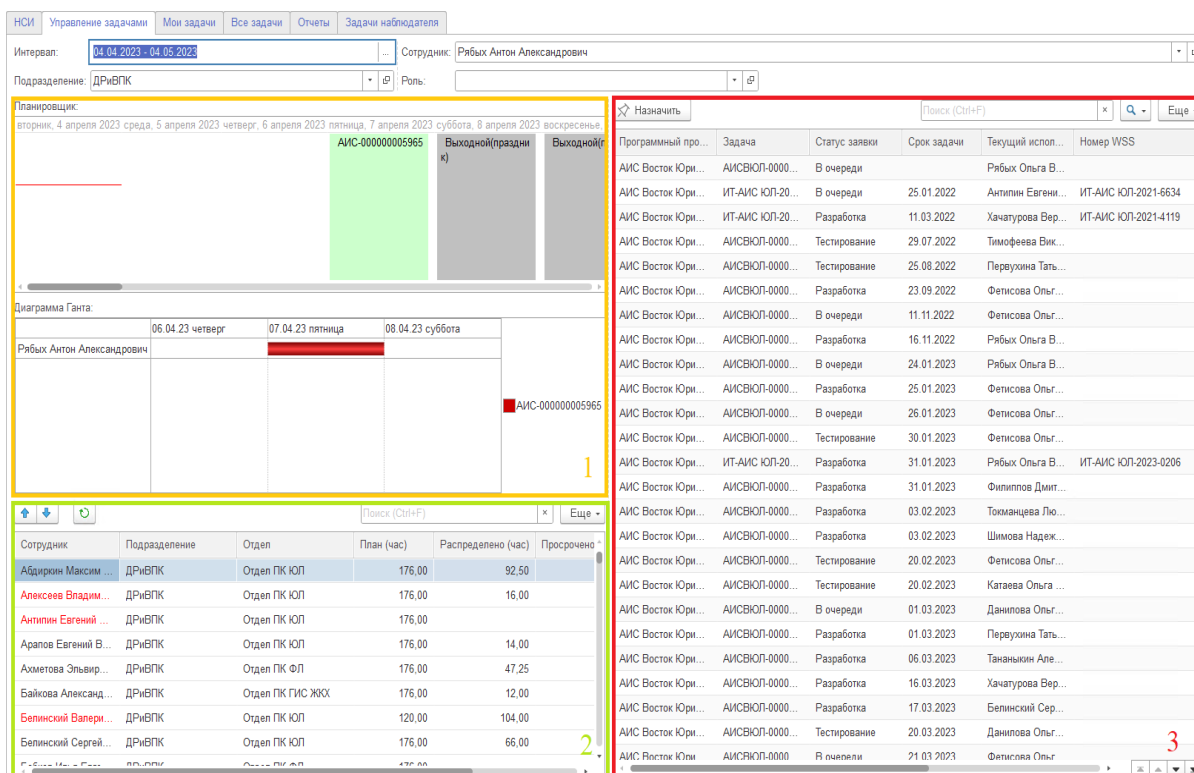 НСИ Управление задачами Мои задачи Все задачи Отчеты Задачи наблюдателя
Интервал: 04.04.2023 - 04.05.2023 ... Сотрудник: Рябых Антон Александрович
Подразделение: ДРиВПК Роль:
Планировщик:
вторник, 4 апреля 2023 среда, 5 апреля 2023 четверг, 6 апреля 2023 пятница, 7 апреля 2023 суббота, 8 апреля 2023 воскресенье,
АИС-000000005965 Выходной(праздни Выходной(г
к)
Диаграмма Ганта:
06.04.23 четверг 07.04.23 пятница 08.04.23 суббота
Рябых Антон Александрович
АИС-000000005965
1
Поиск (Ctrl+F) × Еще
Сотрудник Подразделение Отдел План (час) Распределено (час) Просрочено
Абдиркин Максим ... ДРиВПК Отдел ПК ЮЛ 176,00 92,50
Алексеев Владим... ДРиВПК Отдел ПК ЮЛ 176,00 16,00
Антипин Евгений ... ДРиВПК Отдел ПК ЮЛ 176,00
Арапов Евгений В... ДРиВПК Отдел ПК ЮЛ 176,00 14,00
Ахметова Эльвир... ДРиВПК Отдел ПК ФЛ 176,00 47,25
Байкова Александ... ДРиВПК Отдел ПК ГИС ЖКХ 176,00 12,00
Белинский Валери... ДРиВПК Отдел ПК ЮЛ 120,00 104,00
Белинский Сергей... ДРиВПК Отдел ПК ЮЛ 176,00 66,00
2
Назначить Поиск (Ctrl+F) × Еще
Программный про... Задача Статус заявки Срок задачи Текущий испол... Номер WSS
АИС Восток Юри... АИСВЮЛ-0000... В очереди Рябых Ольга В...
АИС Восток Юри... ИТ-АИС ЮЛ-20... В очереди 25.01.2022 Антипин Евгени... ИТ-АИС ЮЛ-2021-6634
АИС Восток Юри... ИТ-АИС ЮЛ-20... Разработка 11.03.2022 Хачатурова Вер... ИТ-АИС ЮЛ-2021-4119
АИС Восток Юри... АИСВЮЛ-0000... Тестирование 29.07.2022 Тимофеева Вик...
АИС Восток Юри... АИСВЮЛ-0000... Тестирование 25.08.2022 Первухина Тать...
АИС Восток Юри... АИСВЮЛ-0000... Разработка 23.09.2022 Фетисова Ольг...
АИС Восток Юри... АИСВЮЛ-0000... В очереди 11.11.2022 Фетисова Ольг...
АИС Восток Юри... АИСВЮЛ-0000... Разработка 16.11.2022 Рябых Ольга В...
АИС Восток Юри... АИСВЮЛ-0000... В очереди 24.01.2023 Рябых Ольга В...
АИС Восток Юри... АИСВЮЛ-0000... Разработка 25.01.2023 Фетисова Ольг...
АИС Восток Юри... АИСВЮЛ-0000... В очереди 26.01.2023 Фетисова Ольг...
АИС Восток Юри... АИСВЮЛ-0000... Тестирование 30.01.2023 Фетисова Ольг...
АИС Восток Юри... ИТ-АИС ЮЛ-20... Разработка 31.01.2023 Рябых Ольга В... ИТ-АИС ЮЛ-2023-0206
АИС Восток Юри... АИСВЮЛ-0000... Разработка 31.01.2023 Филиппов Дмит...
АИС Восток Юри... АИСВЮЛ-0000... Разработка 03.02.2023 Токманцева Лю...
АИС Восток Юри... АИСВЮЛ-0000... Разработка 03.02.2023 Шимова Надеж...
АИС Восток Юри... АИСВЮЛ-0000... Тестирование 20.02.2023 Фетисова Ольг...
АИС Восток Юри... АИСВЮЛ-0000... Тестирование 20.02.2023 Катаева Ольга ...
АИС Восток Юри... АИСВЮЛ-0000... В очереди 01.03.2023 Данилова Ольг...
АИС Восток Юри... АИСВЮЛ-0000... Разработка 01.03.2023 Первухина Тать...
АИС Восток Юри... АИСВЮЛ-0000... Разработка 06.03.2023 Тананыкин Але...
АИС Восток Юри... АИСВЮЛ-0000... Разработка 16.03.2023 Хачатурова Вер...
АИС Восток Юри... АИСВЮЛ-0000... Разработка 17.03.2023 Белинский Сер...
АИС Восток Юри... АИСВЮЛ-0000... Тестирование 20.03.2023 Данилова Ольг...
АИС Восток Юри... АИСВЮЛ-0000... В очереди 21.03.2023 Фетисова Ольг...
3